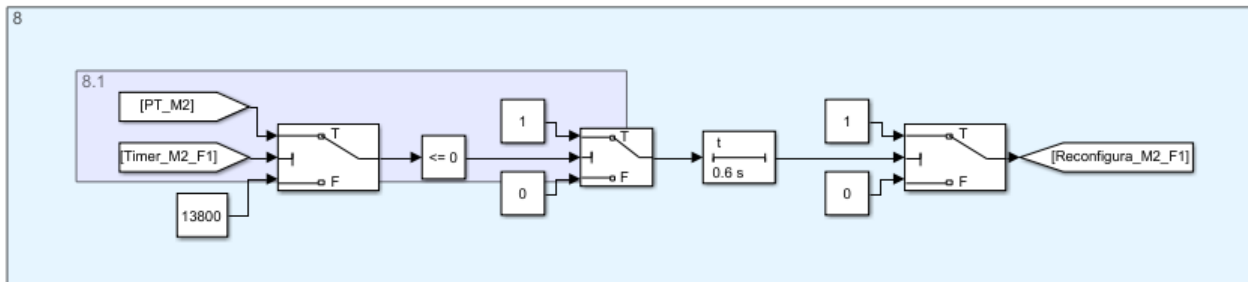 8
8.1
[PT_M2]
[Timer_M2_F1]
13800
T
F
<= 0
1
0
T
F
t
0.6 s
1
0
T
F
[Reconfigura_M2_F1]